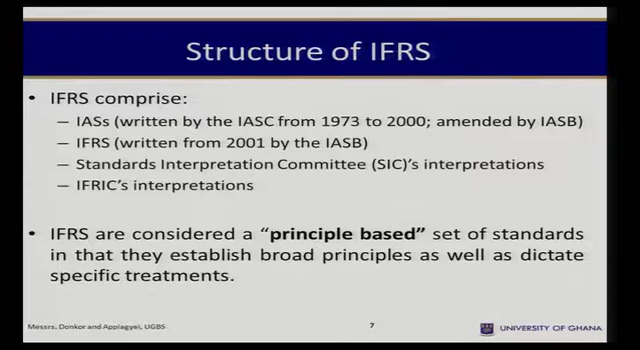 Structure of IFRS
• IFRS comprise:
– IASs (written by the IASC from 1973 to 2000; amended by IASB)
– IFRS (written from 2001 by the IASB)
– Standards Interpretation Committee (SIC)’s interpretations
– IFRIC’s interpretations
• IFRS are considered a “principle based” set of standards
in that they establish broad principles as well as dictate
specific treatments.
Messrs. Donkor and Applagyei, UGBS
7
UNIVERSITY OF GHANA